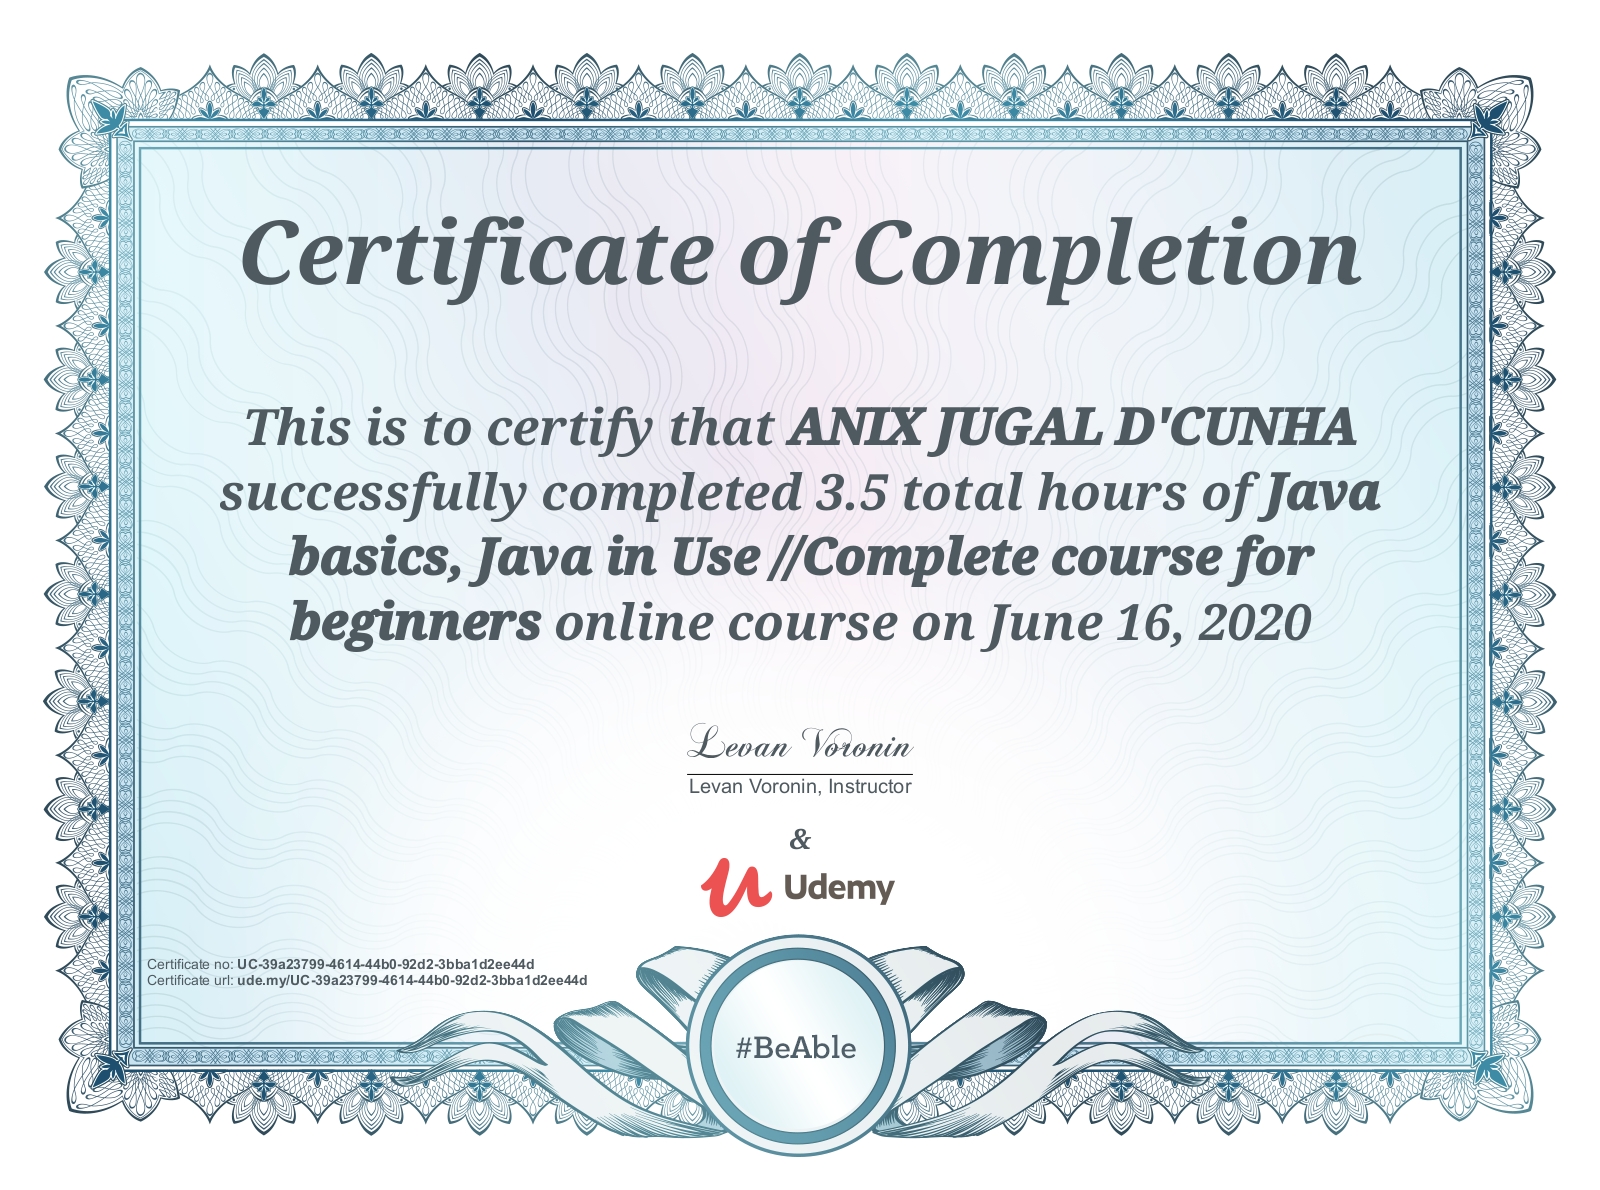 Certificate of Completion
This is to certify that ANIX JUGAL D'CUNHA
successfully completed 3.5 total hours of Java
basics, Java in Use //Complete course for
beginners online course on June 16, 2020
Levan Voronin
Levan Voronin, Instructor
&
Udemy
Certificate no: UC-39a23799-4614-44b0-92d2-3bba1d2ee44d
Certificate url: ude.my/UC-39a23799-4614-44b0-92d2-3bba1d2ee44d
#BeAble